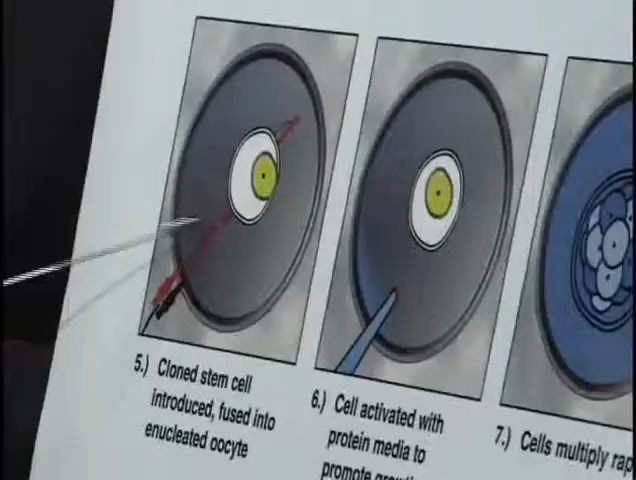 5.) Cloned stem cell
introduced, fused into
enucleated oocyte
6.) Cell activated with
protein media to
promote
7.) Cells multiply